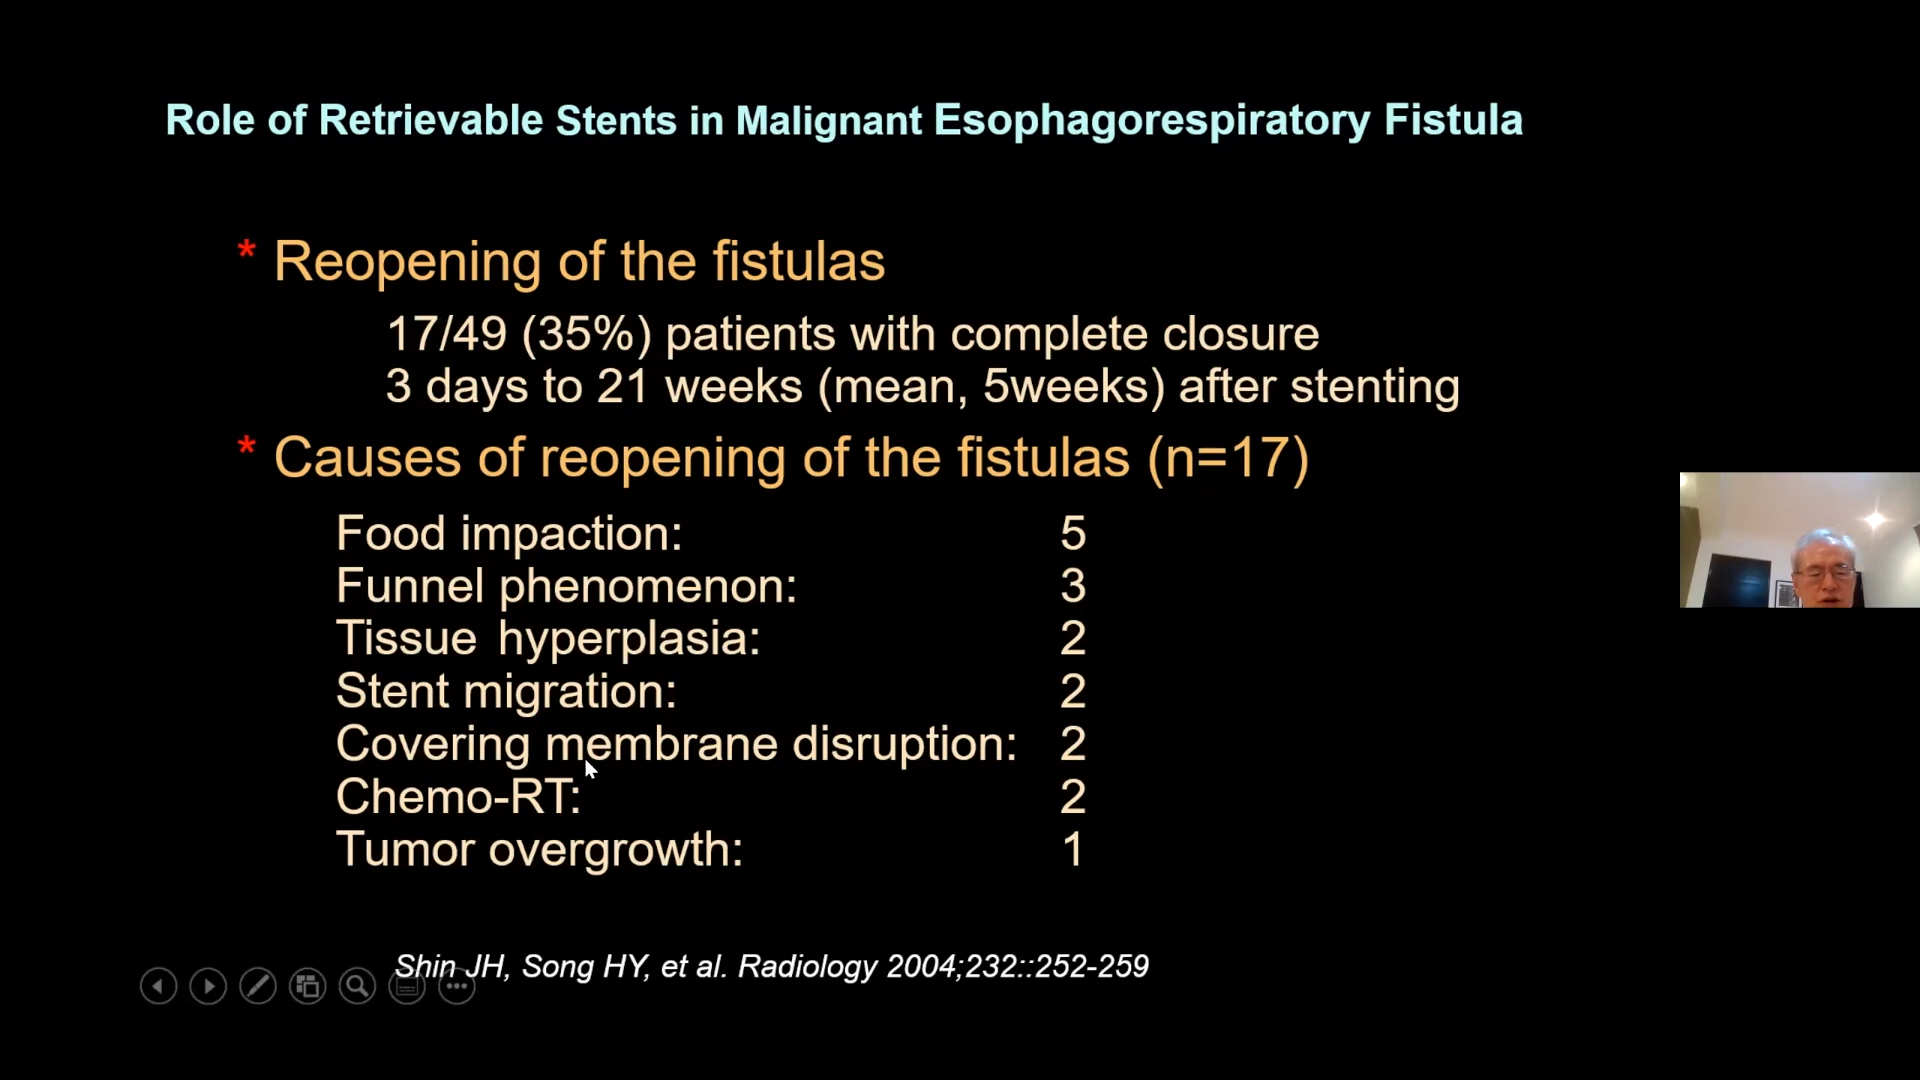 Role of Retrievable Stents in Malignant Esophagorespiratory Fistula
* Reopening of the fistulas
17/49 (35%) patients with complete closure
3 days to 21 weeks (mean, 5weeks) after stenting
* Causes of reopening of the fistulas (n=17)
Food impaction: 5
Funnel phenomenon: 3
Tissue hyperplasia: 2
Stent migration: 2
Covering membrane disruption: 2
Chemo-RT: 2
Tumor overgrowth: 1
Shin JH, Song HY, et al. Radiology 2004;232::252-259